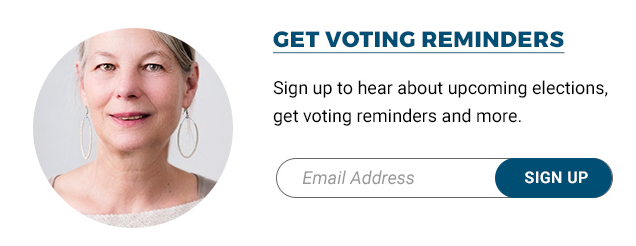 GET VOTING REMINDERS
Sign up to hear about upcoming elections,
get voting reminders and more.
Email Address
SIGN UP